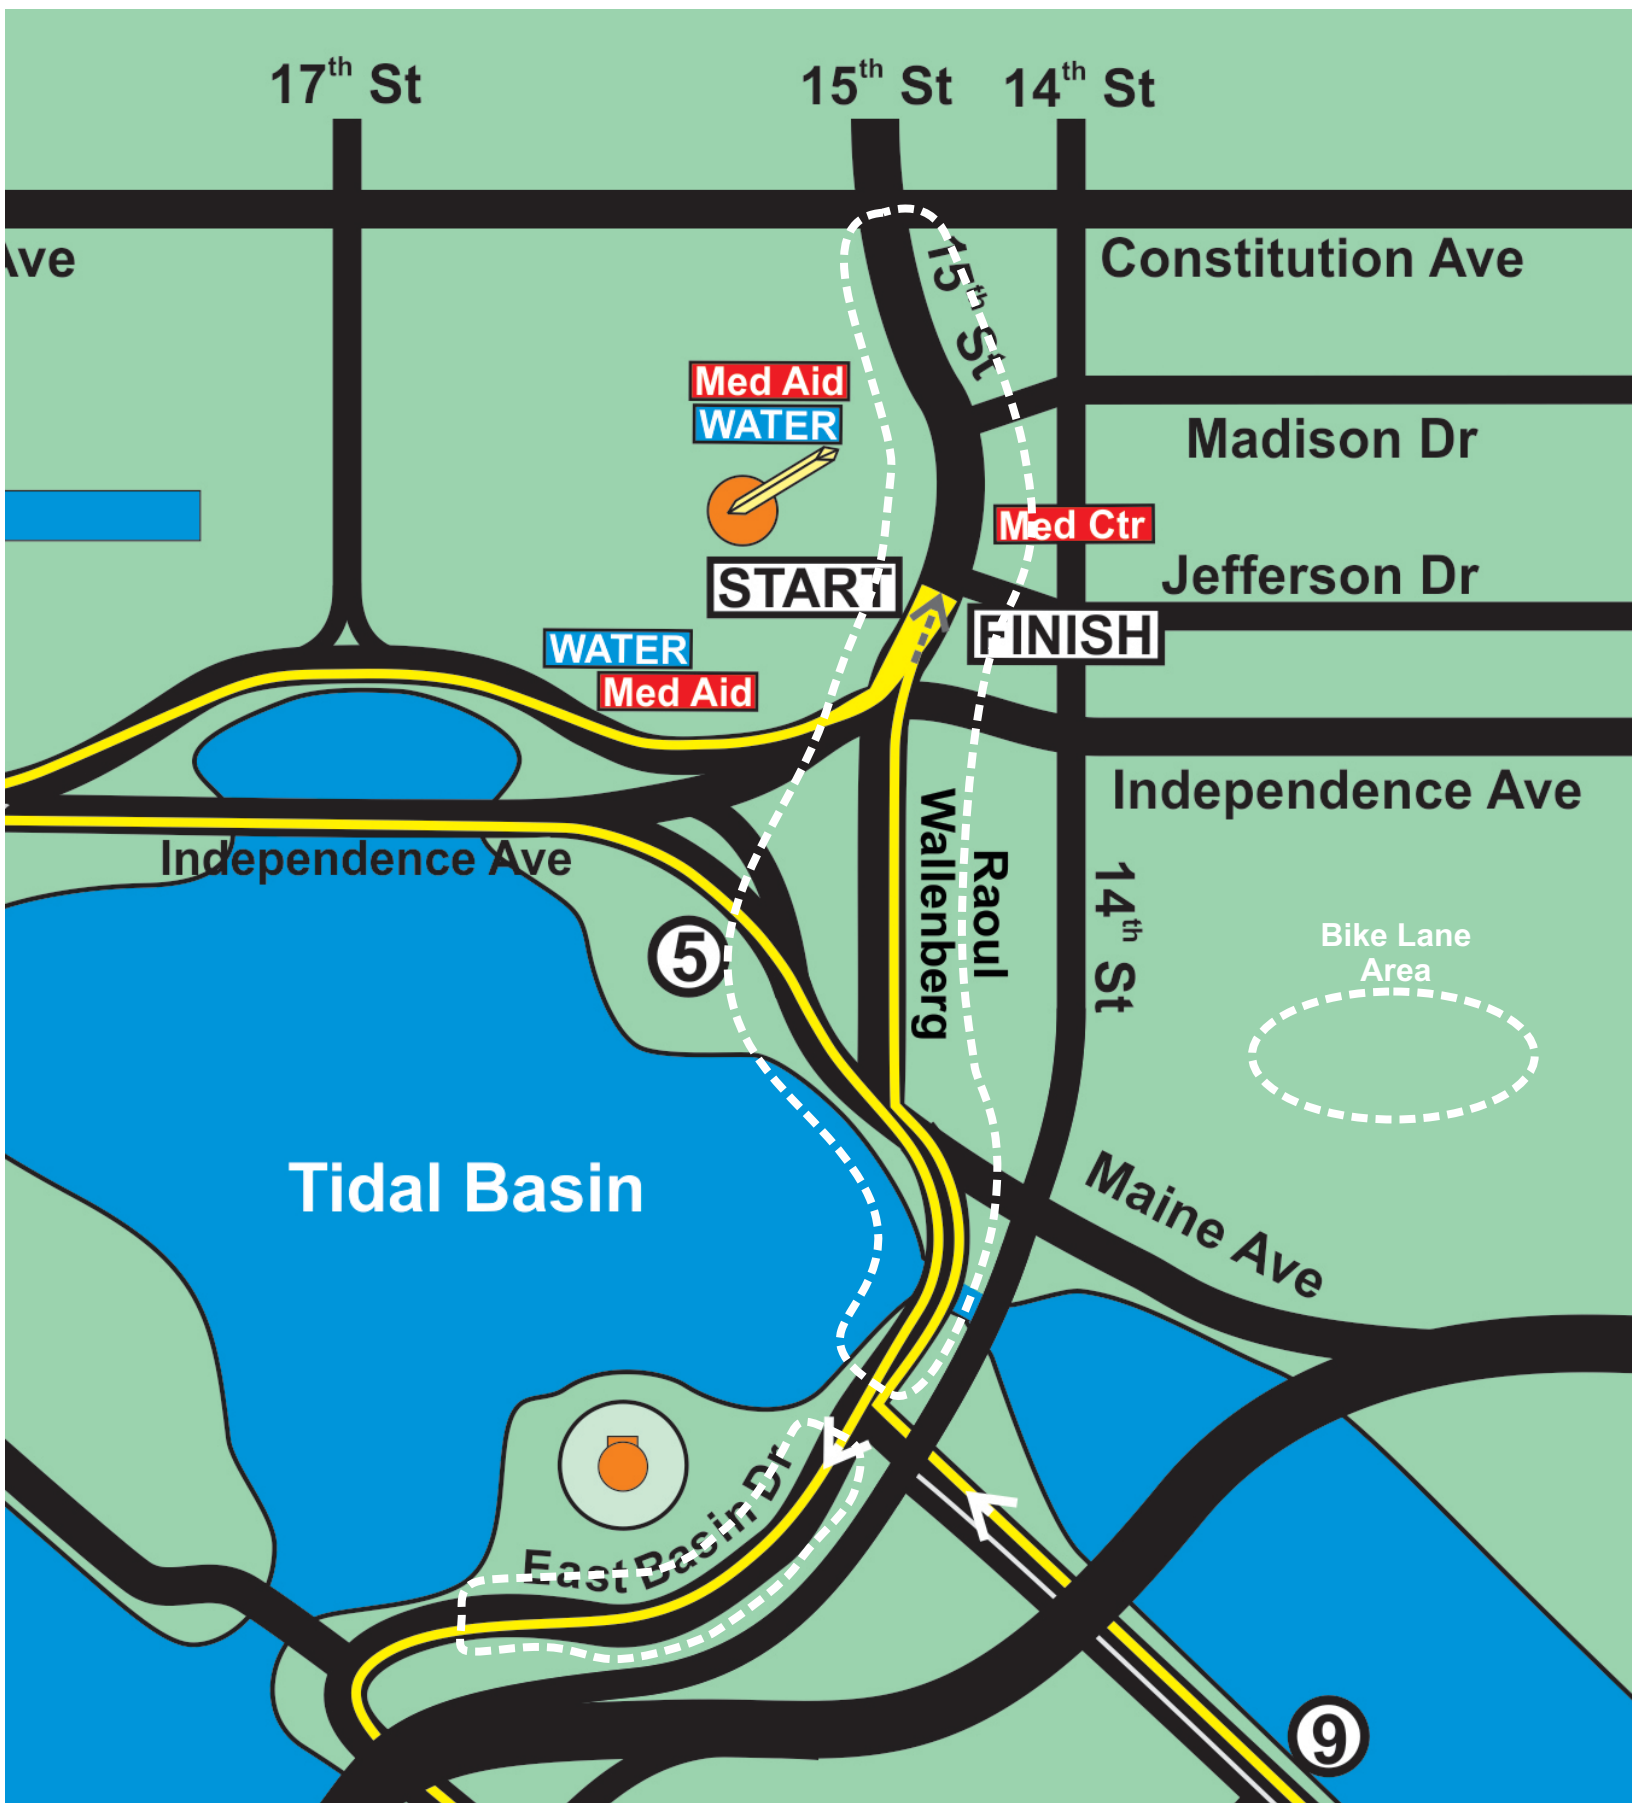 17th St
15th St
14th St
Ave
15th St
Constitution Ave
Med Aid
WATER
Madison Dr
Med Ctr
START
Jefferson Dr
FINISH
WATER
Med Aid
Independence Ave
Independence Ave
Raoul
Wallenberg
14th St
5
Bike Lane
Area
Tidal Basin
Maine Ave
East Basin Dr
9